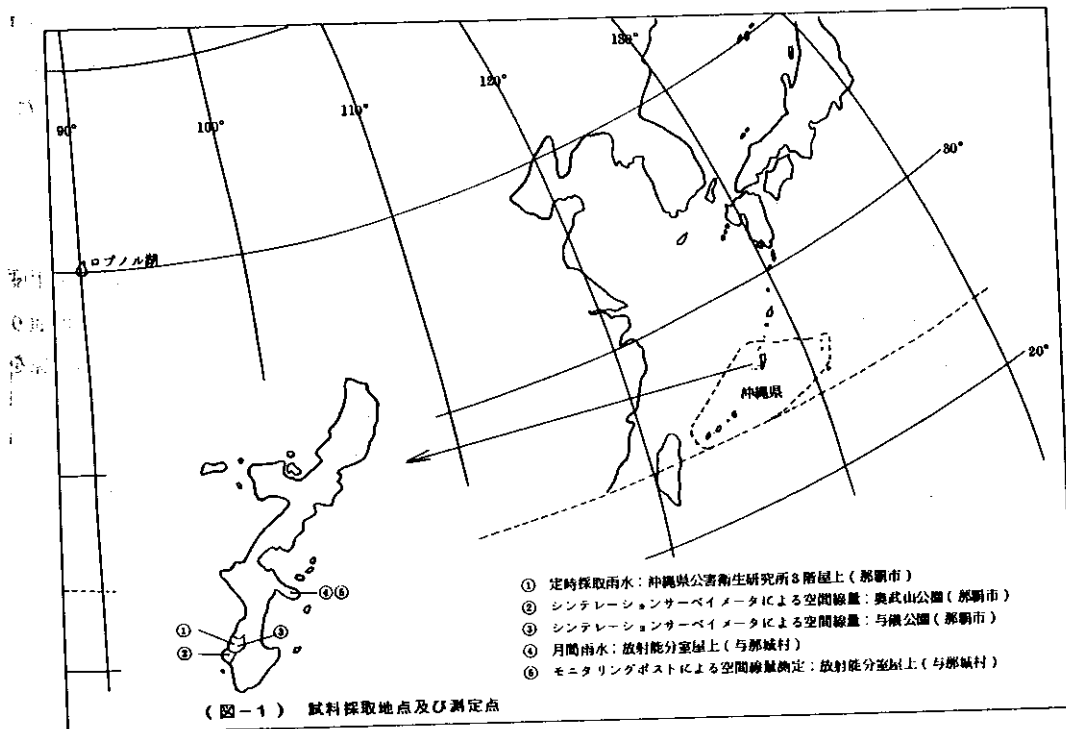 90°
100°
110°
120°
130°
30°
20°
ロプノル湖
沖縄県
①
②
③
④⑤
① 定時採取雨水：沖縄県公害衛生研究所3階屋上（那覇市）
② シンテレーションサーベイメータによる空間線量：奥武山公園（那覇市）
③ シンテレーションサーベイメータによる空間線量：与儀公園（那覇市）
④ 月間雨水：放射能分室屋上（与那城村）
⑤ モニタリングポストによる空間線量測定：放射能分室屋上（与那城村）
（図－1）試料採取地点及び測定点